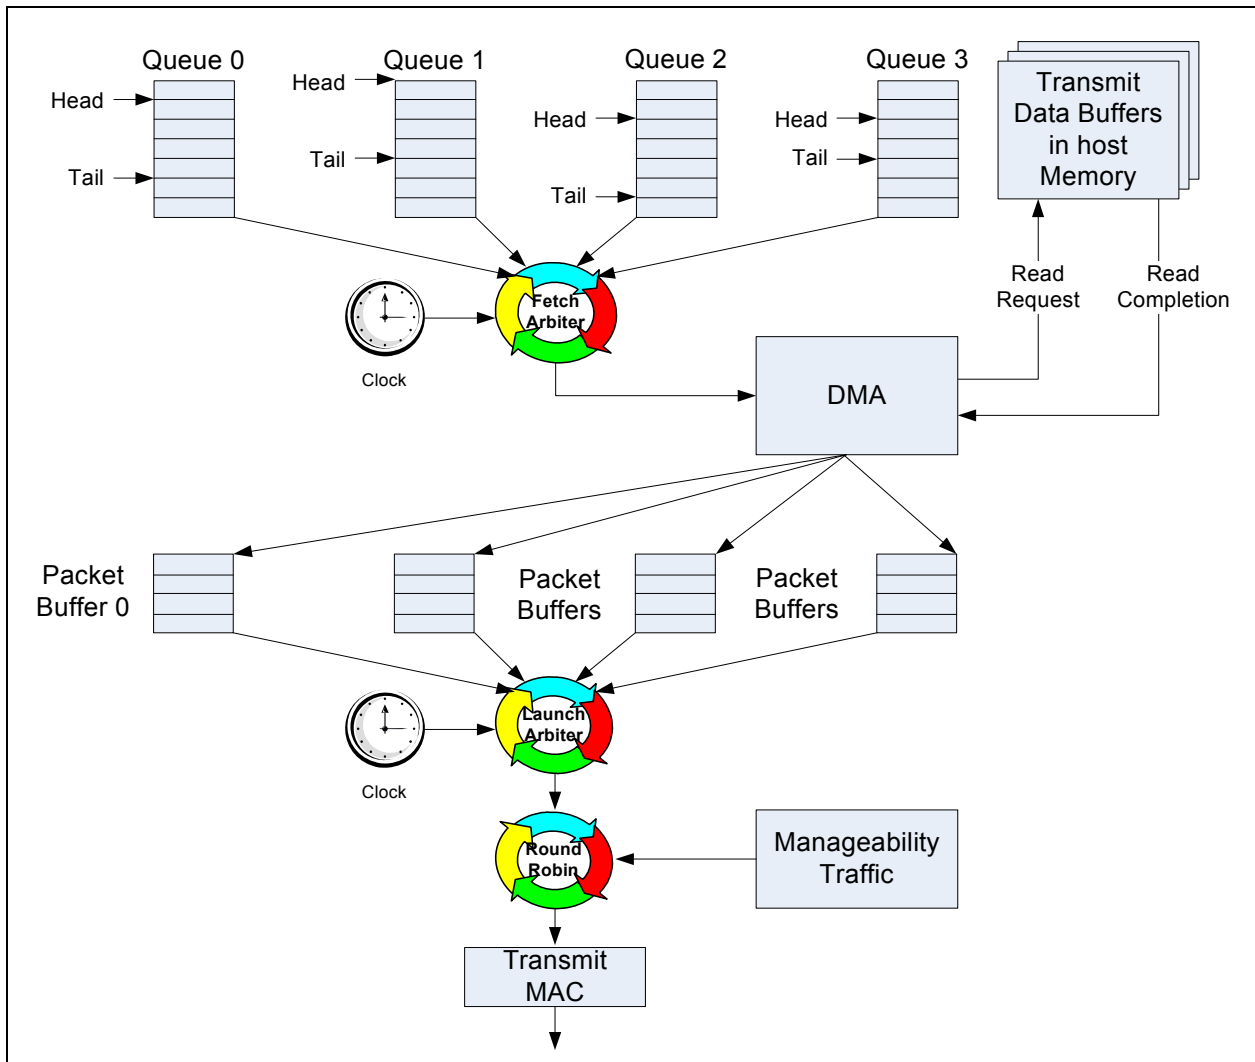 Queue 0
Queue 1
Queue 2
Queue 3
Head
Tail
Head
Tail
Head
Tail
Head
Tail
Transmit
Data Buffers
in host
Memory
Read
Request
Read
Completion
Fetch
Arbiter
Clock
DMA
Packet
Buffer 0
Packet
Buffers
Packet
Buffers
Launch
Arbiter
Clock
Round
Robin
Manageability
Traffic
Transmit
MAC